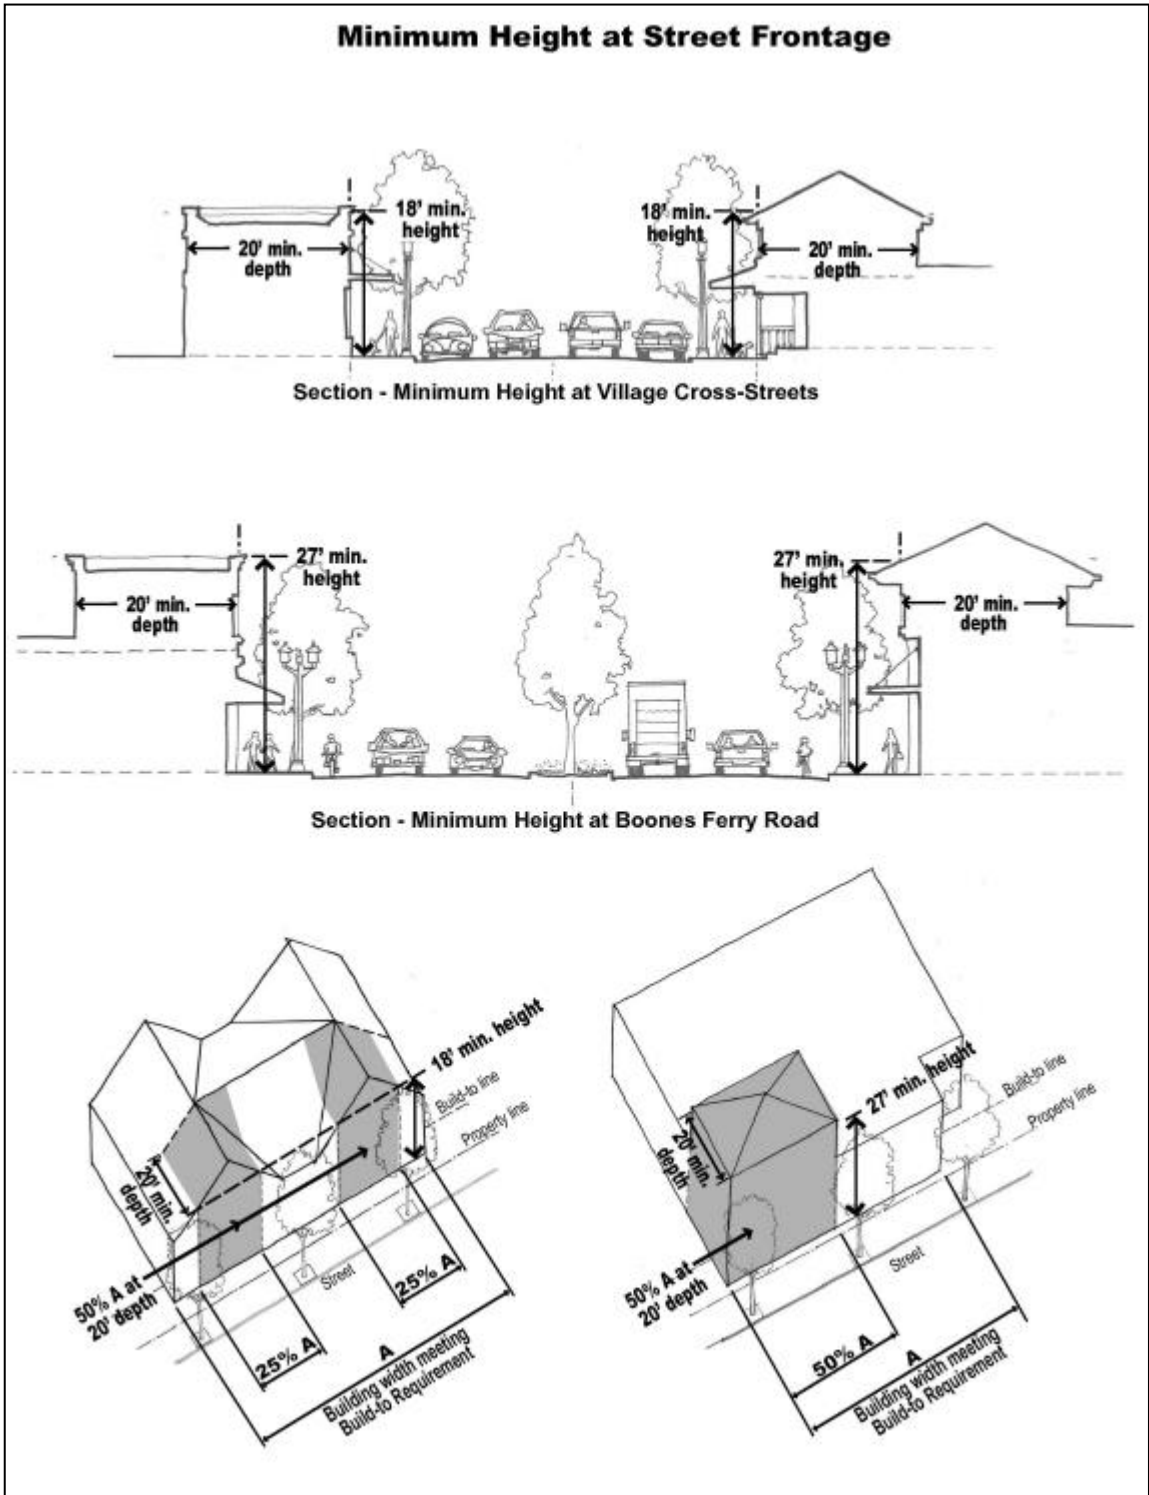 Minimum Height at Street Frontage
18' min.
height
18' min.
height
20' min.
depth
20' min.
depth
Section - Minimum Height at Village Cross-Streets
27' min.
height
27' min.
height
20' min.
depth
20' min.
depth
Section - Minimum Height at Boones Ferry Road
18' min. height
Build-to line
Property line
20' min.
depth
50% A at
20' depth
Street
25% A
25% A
A
Building width meeting
Build-to Requirement
27' min. height
Build-to line
Property line
20' min.
depth
50% A at
20' depth
Street
50% A
A
Building width meeting
Build-to Requirement